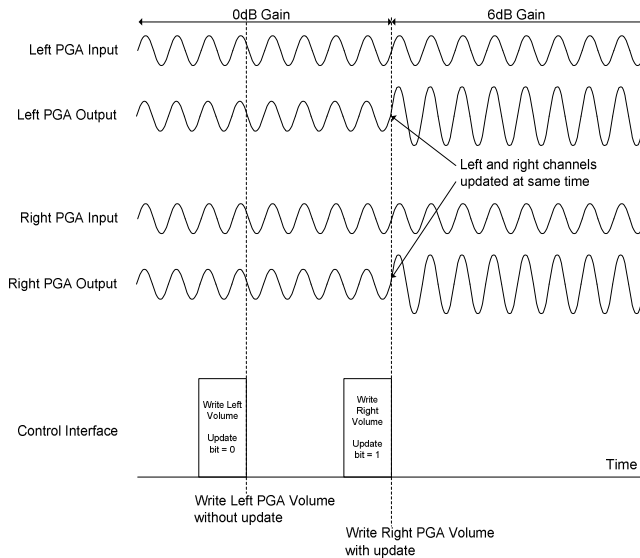 0dB Gain
6dB Gain
Left PGA Input
Left PGA Output
Left and right channels
updated at same time
Right PGA Input
Right PGA Output
Control Interface
Write Left
Volume
Update
bit = 0
Write
Right
Volume
Update
bit = 1
Time
Write Left PGA Volume
without update
Write Right PGA Volume
with update